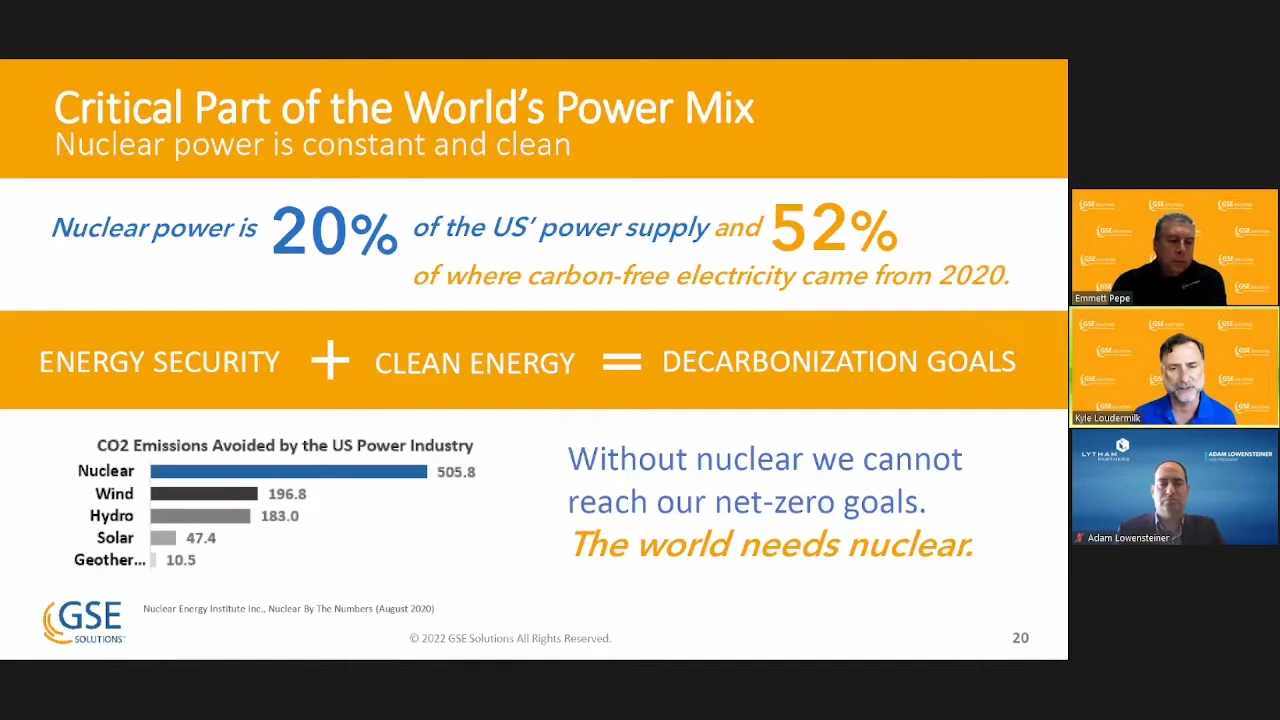 Critical Part of the World's Power Mix
Nuclear power is constant and clean
Nuclear power is 20% of the US' power supply and 52%
of where carbon-free electricity came from 2020.
ENERGY SECURITY + CLEAN ENERGY = DECARBONIZATION GOALS
CO2 Emissions Avoided by the US Power Industry
Nuclear 505.8
Wind 196.8
Hydro 183.0
Solar 47.4
Geother... 10.5
Without nuclear we cannot
reach our net-zero goals.
The world needs nuclear.
GSE
SOLUTIONS
Nuclear Energy Institute Inc., Nuclear By The Numbers (August 2020)
© 2022 GSE Solutions All Rights Reserved.
20
Emmett Pepe
Kyle Loudermilk
LYTHAM
PARTNERS
ADAM LOWENSTEINER
VICE PRESIDENT
Adam Lowensteiner